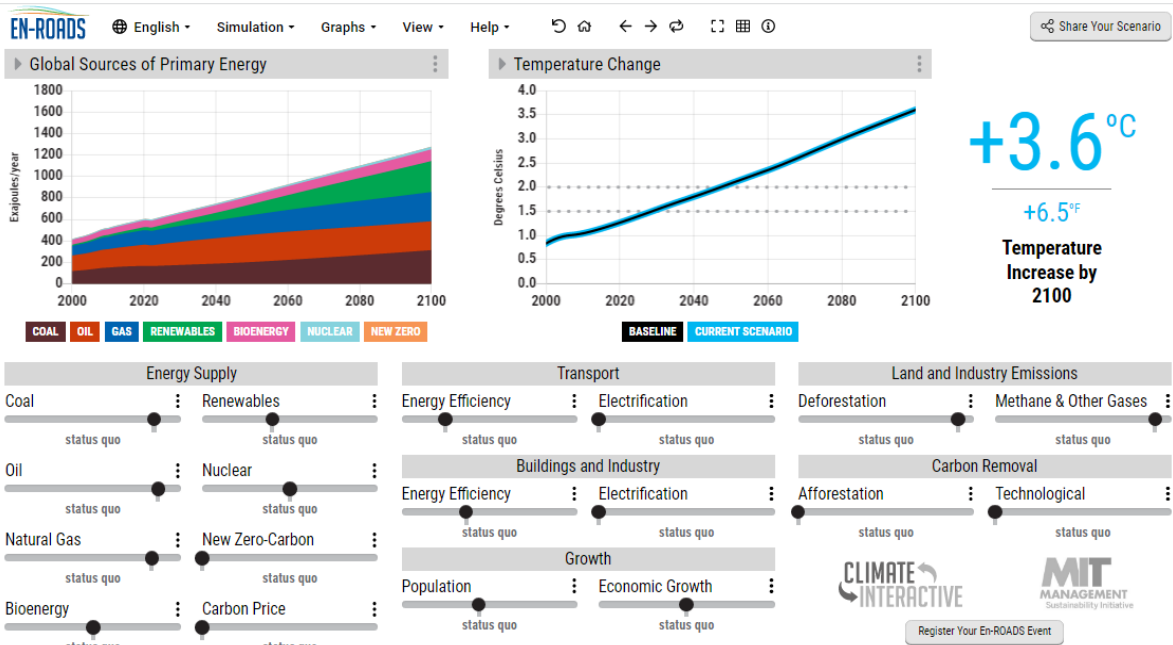 EN-ROADS English Simulation Graphs View Help Share Your Scenario
Global Sources of Primary Energy
Exajoules/year
1800
1600
1400
1200
1000
800
600
400
200
0
2000 2020 2040 2060 2080 2100
COAL OIL GAS RENEWABLES BIOENERGY NUCLEAR NEW ZERO
Temperature Change
Degrees Celsius
4.0
3.5
3.0
2.5
2.0
1.5
1.0
0.5
0.0
2000 2020 2040 2060 2080 2100
BASELINE CURRENT SCENARIO
+3.6 °C
+6.5 °F
Temperature
Increase by
2100
Energy Supply
Coal Renewables
status quo status quo
Oil Nuclear
status quo status quo
Natural Gas New Zero-Carbon
status quo status quo
Bioenergy Carbon Price
status quo status quo
Transport
Energy Efficiency Electrification
status quo status quo
Buildings and Industry
Energy Efficiency Electrification
status quo status quo
Growth
Population Economic Growth
status quo status quo
Land and Industry Emissions
Deforestation Methane & Other Gases
status quo status quo
Carbon Removal
Afforestation Technological
status quo status quo
CLIMATE
INTERACTIVE
MIT
MANAGEMENT
Sustainability Initiative
Register Your En-ROADS Event